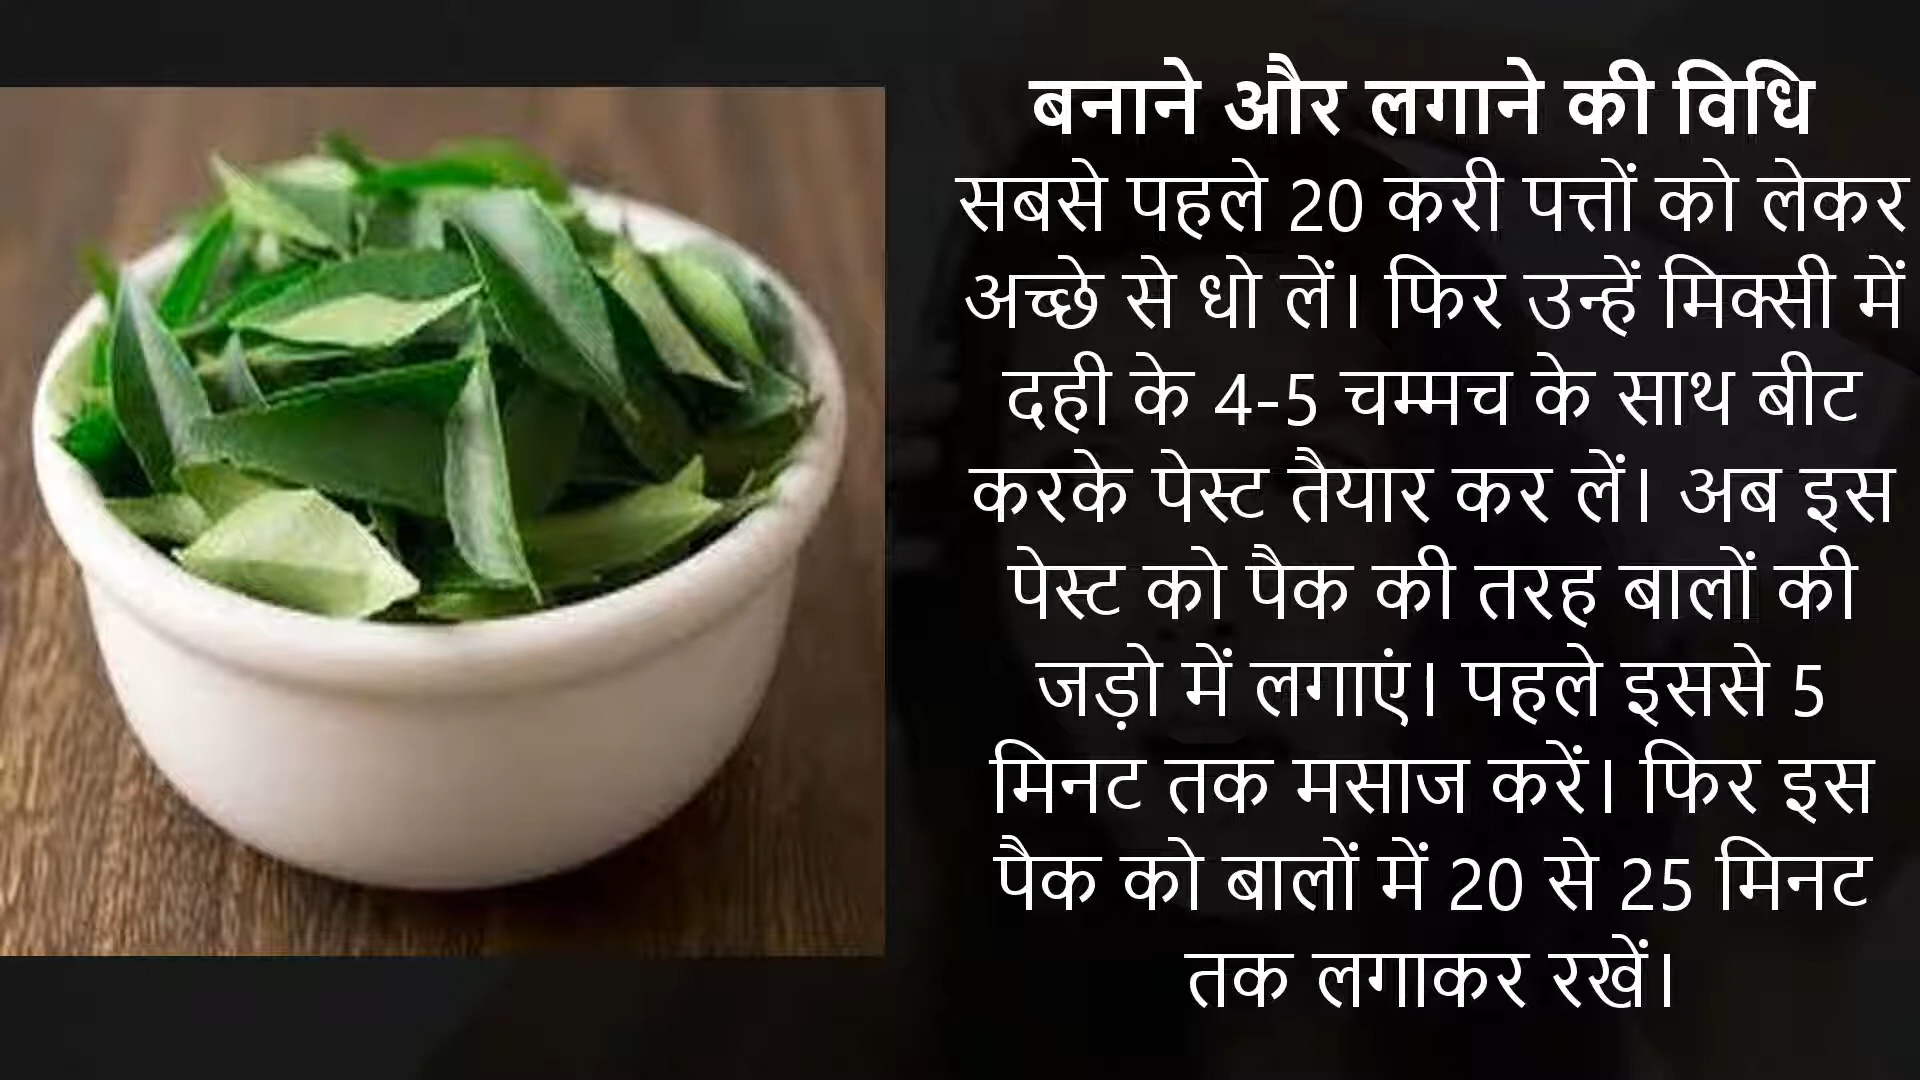 बनाने और लगाने की विधि
सबसे पहले 20 करी पत्तों को लेकर
अच्छे से धो लें। फिर उन्हें मिक्सी में
दही के 4-5 चम्मच के साथ बीट
करके पेस्ट तैयार कर लें। अब इस
पेस्ट को पैक की तरह बालों की
जड़ो में लगाएं। पहले इससे 5
मिनट तक मसाज करें। फिर इस
पैक को बालों में 20 से 25 मिनट
तक लगाकर रखें।